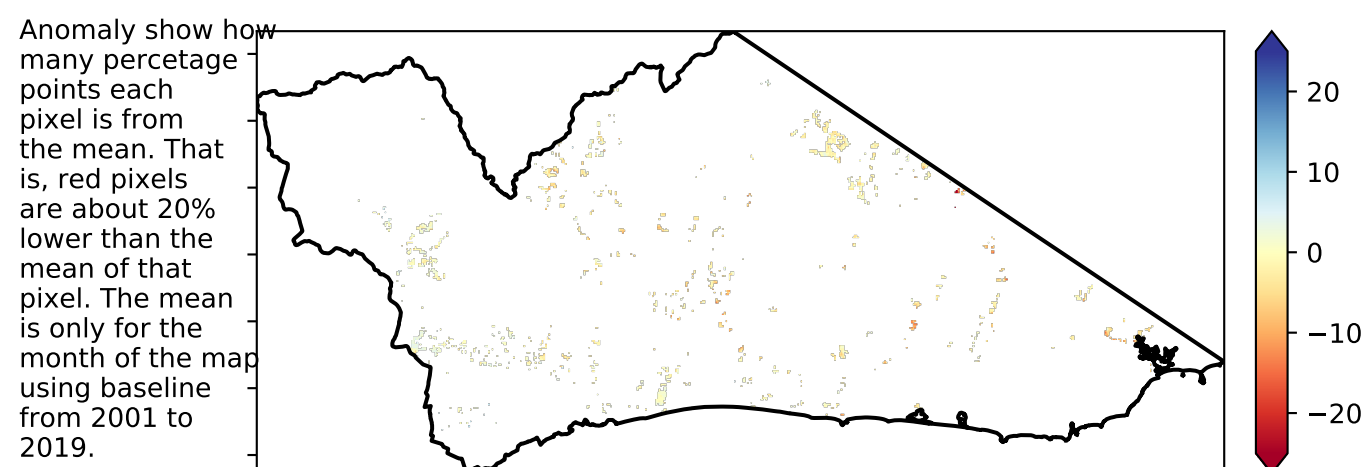 Anomaly show how
many percetage
points each
pixel is from
the mean. That
is, red pixels
are about 20%
lower than the
mean of that
pixel. The mean
is only for the
month of the map
using baseline
from 2001 to
2019.
20
10
0
−10
−20